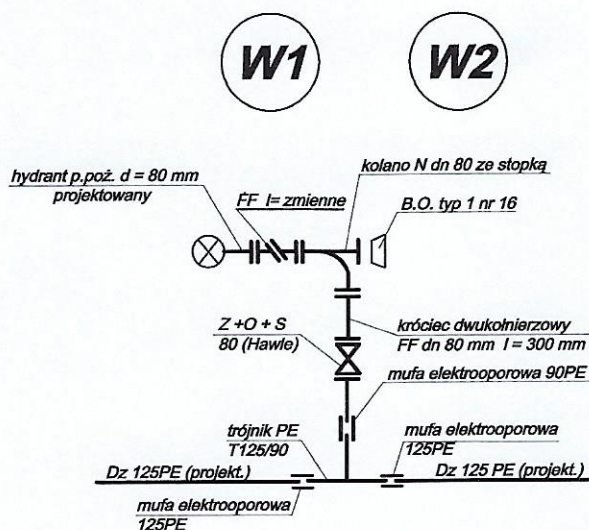 W1
W2
hydrant p.poż. d = 80 mm
projektowany
FF l= zmienne
kolano N dn 80 ze stopką
B.O. typ 1 nr 16
Z +O + S
80 (Hawle)
króciec dwukołnierzowy
FF dn 80 mm l = 300 mm
mufa elektrooporowa 90PE
trójnik PE
T125/90
mufa elektrooporowa
125PE
Dz 125PE (projekt.)
Dz 125 PE (projekt.)
mufa elektrooporowa
125PE